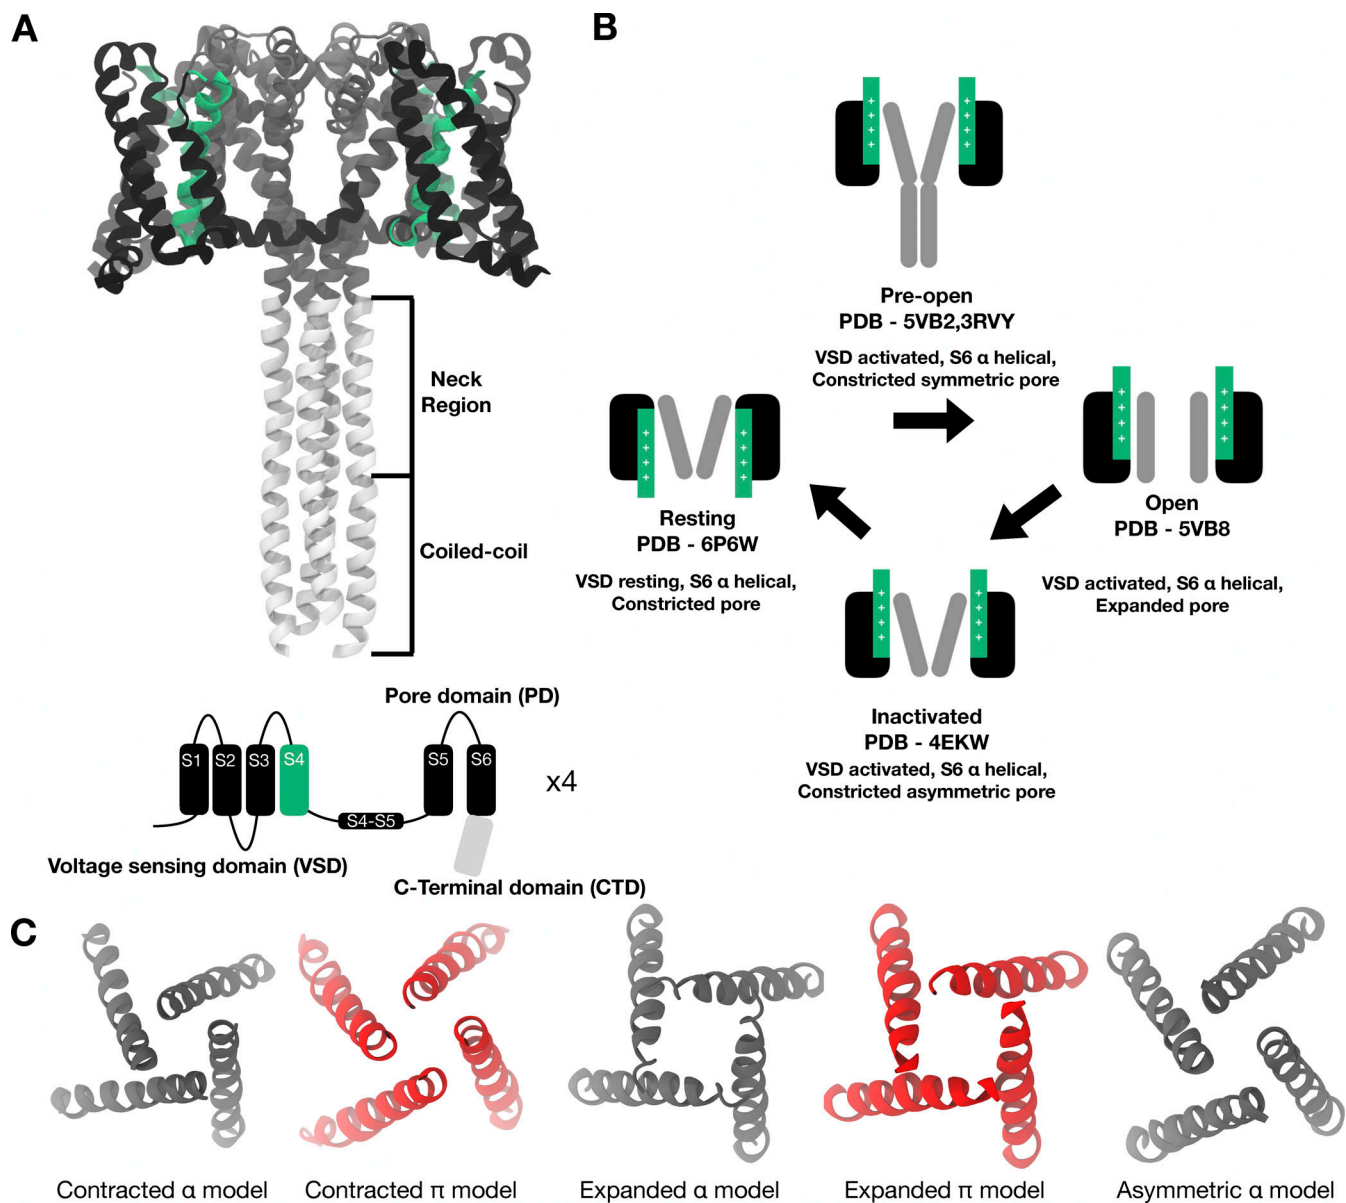 A
B
Neck
Region
Coiled-coil
Pore domain (PD)
S1 S2 S3 S4 S4-S5 S5 S6
x4
Voltage sensing domain (VSD)
C-Terminal domain (CTD)
+
+
+
+
+
+
+
+
Pre-open
PDB - 5VB2,3RVY
VSD activated, S6 α helical,
Constricted symmetric pore
+
+
+
+
+
+
+
+
Open
PDB - 5VB8
VSD activated, S6 α helical,
Expanded pore
+
+
+
+
+
+
+
+
Resting
PDB - 6P6W
VSD resting, S6 α helical,
Constricted pore
+
+
+
+
+
+
+
+
Inactivated
PDB - 4EKW
VSD activated, S6 α helical,
Constricted asymmetric pore
C
Contracted α model
Contracted π model
Expanded α model
Expanded π model
Asymmetric α model